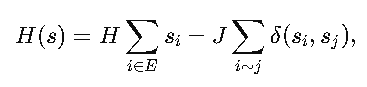 H(s) = H ∑_{i∈E} s_i − J ∑_{i∼j} δ(s_i, s_j),